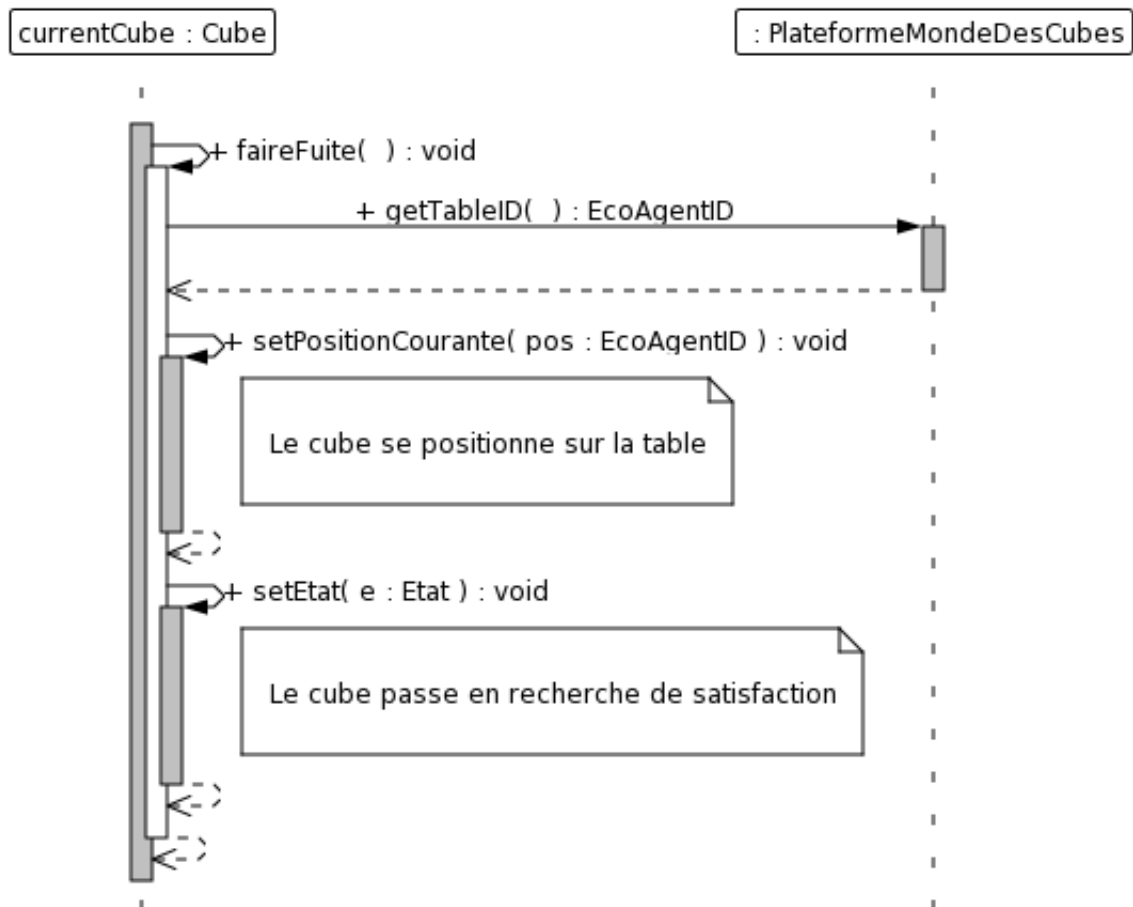 currentCube : Cube
: PlateformeMondeDesCubes
+ faireFuite( ) : void
+ getTableID( ) : EcoAgentID
+ setPositionCourante( pos : EcoAgentID ) : void
Le cube se positionne sur la table
+ setEtat( e : Etat ) : void
Le cube passe en recherche de satisfaction